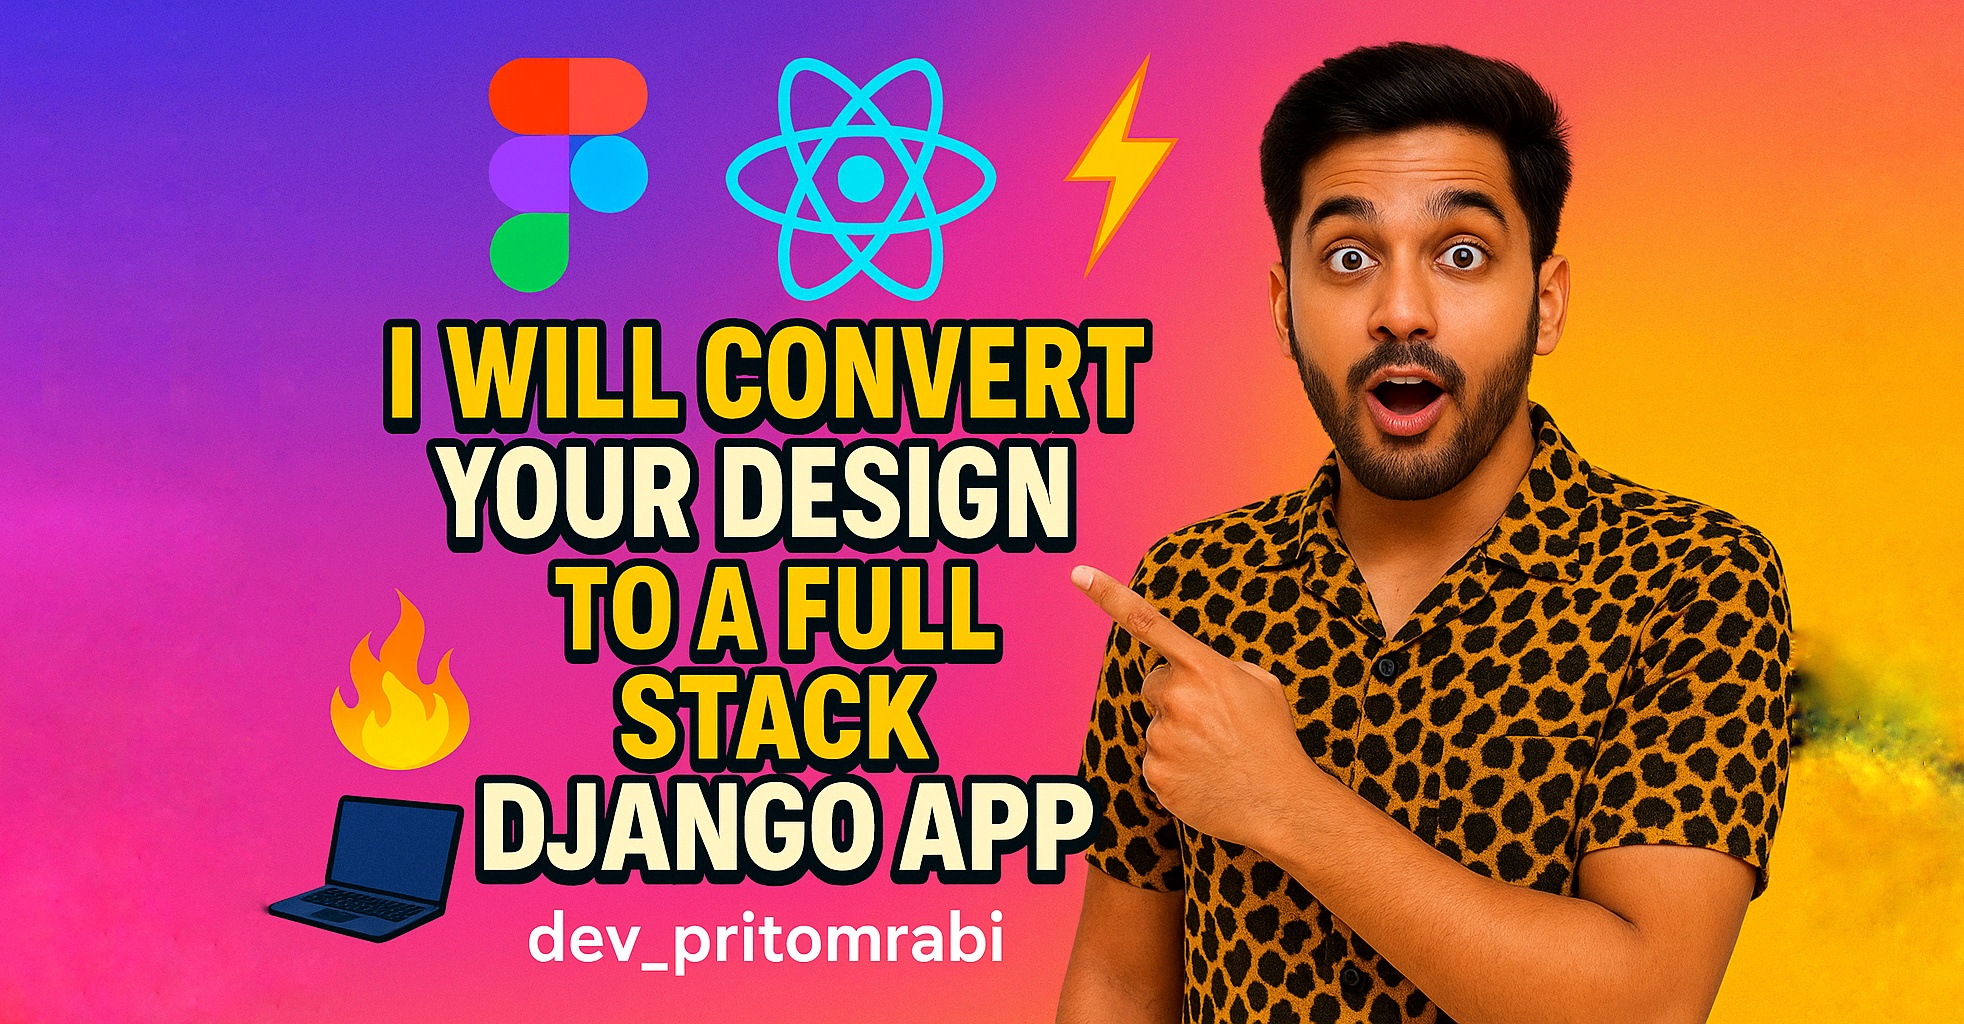 I WILL CONVERT
YOUR DESIGN
TO A FULL
STACK
DJANGO APP
dev_pritomrabi